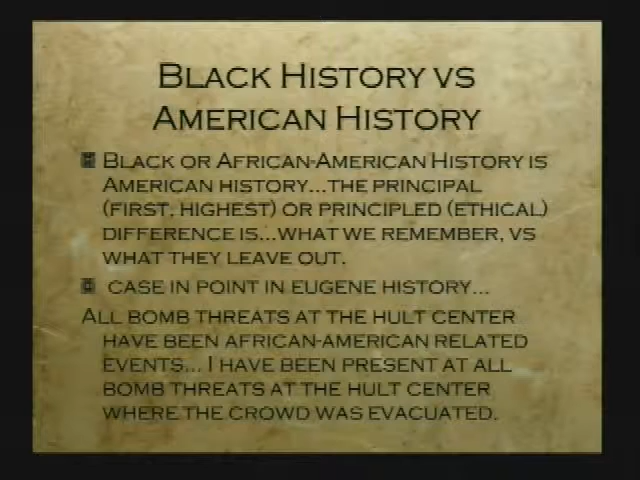 BLACK HISTORY VS
AMERICAN HISTORY
BLACK OR AFRICAN-AMERICAN HISTORY IS
AMERICAN HISTORY...THE PRINCIPAL
(FIRST, HIGHEST) OR PRINCIPLED (ETHICAL)
DIFFERENCE IS...WHAT WE REMEMBER, VS
WHAT THEY LEAVE OUT.
CASE IN POINT IN EUGENE HISTORY...
ALL BOMB THREATS AT THE HULT CENTER
HAVE BEEN AFRICAN-AMERICAN RELATED
EVENTS... I HAVE BEEN PRESENT AT ALL
BOMB THREATS AT THE HULT CENTER
WHERE THE CROWD WAS EVACUATED.